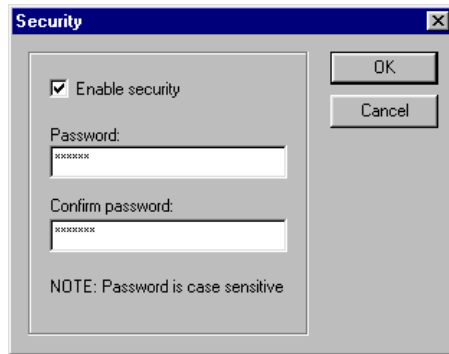 Security
OK
Enable security
Cancel
Password:
××××××
Confirm password:
×××××××
NOTE: Password is case sensitive